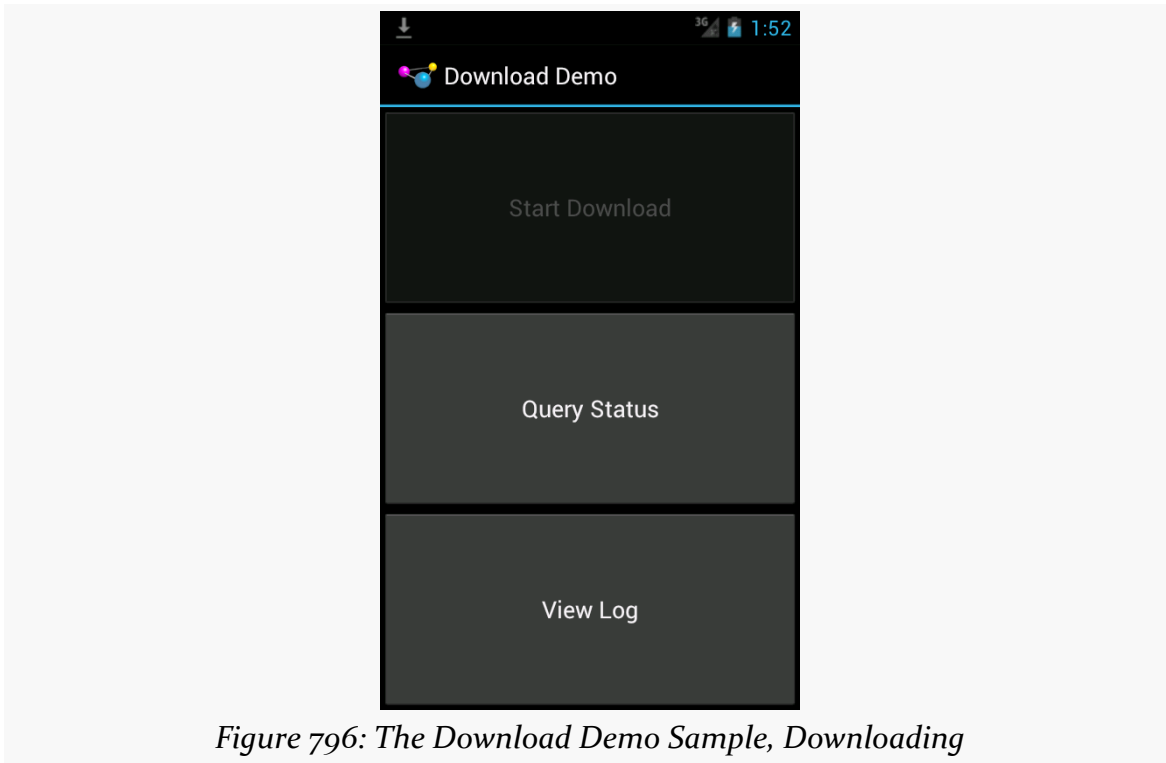 3G 1:52
Download Demo
Start Download
Query Status
View Log
Figure 796: The Download Demo Sample, Downloading